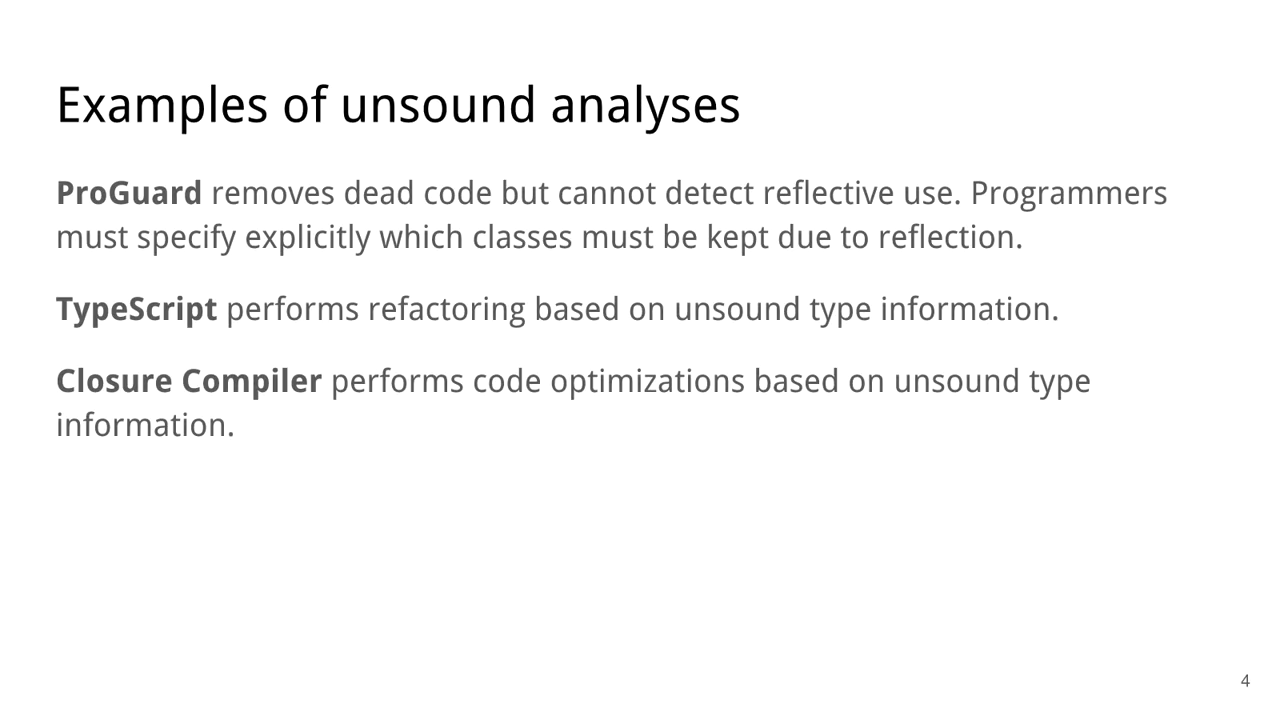 Examples of unsound analyses
ProGuard removes dead code but cannot detect reflective use. Programmers
must specify explicitly which classes must be kept due to reflection.
TypeScript performs refactoring based on unsound type information.
Closure Compiler performs code optimizations based on unsound type
information.
4